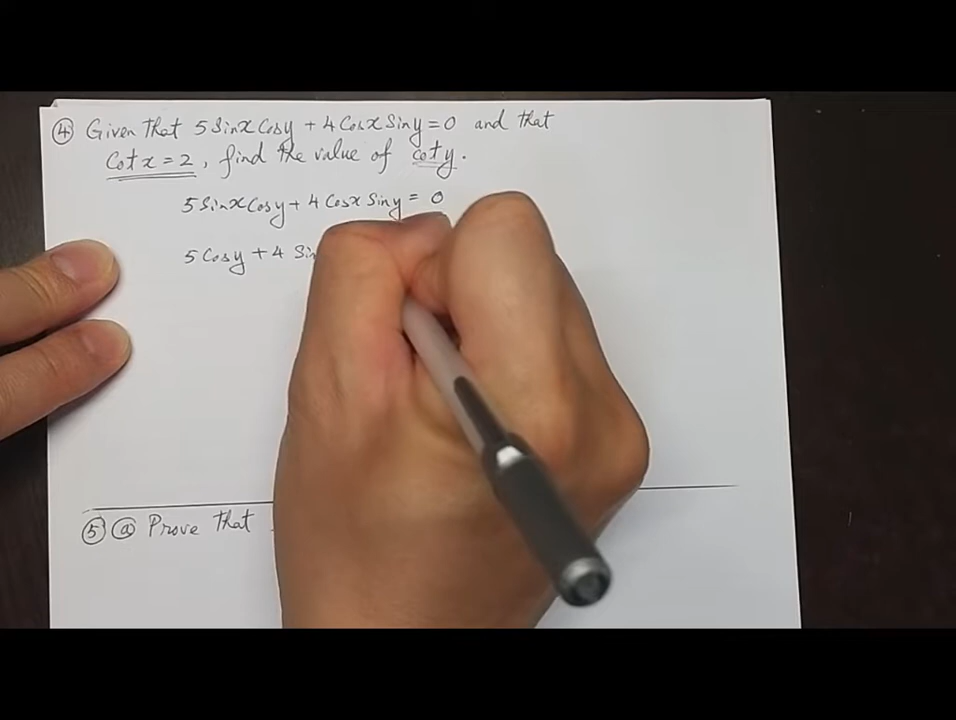 ④ Given that 5 Sinx Cosy + 4 Cosx Siny = 0 and that
Cotx = 2, find the value of coty.
5 Sinx Cosy + 4 Cosx Siny = 0
5 Cosy + 4 Sin
⑤ ⓐ Prove that